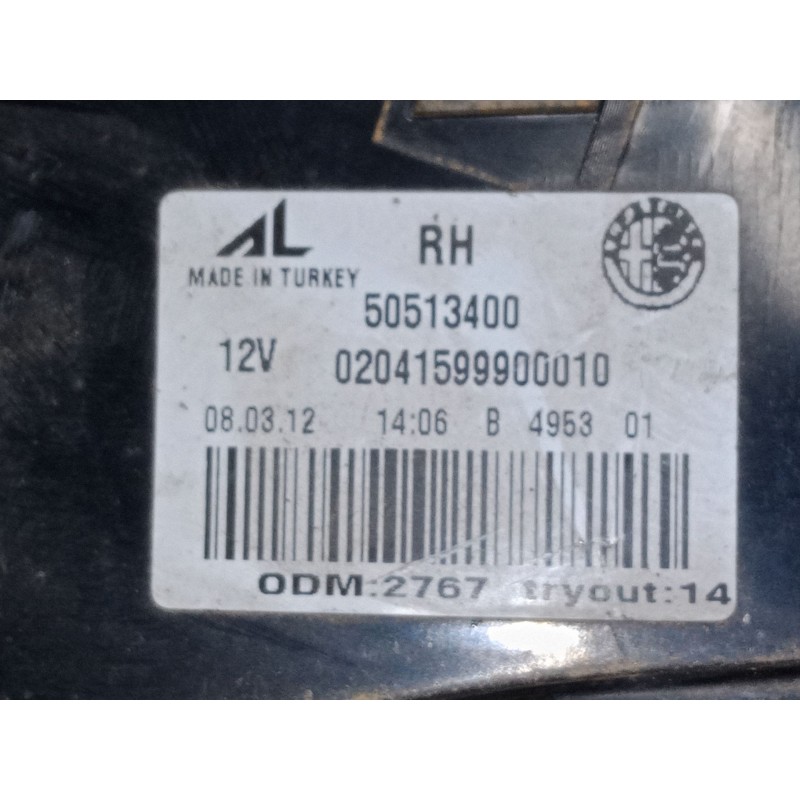 AL RH
MADE IN TURKEY
50513400
12V 02041599900010
08.03.12 14:06 B 4953 01
ODM:2767 tryout:14